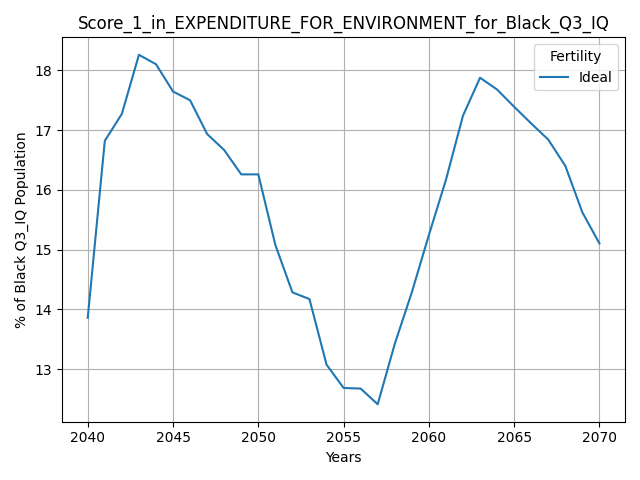 Score_1_in_EXPENDITURE_FOR_ENVIRONMENT_for_Black_Q3_IQ
Fertility
Ideal
18
17
16
15
14
13
% of Black Q3_IQ Population
2040 2045 2050 2055 2060 2065 2070
Years